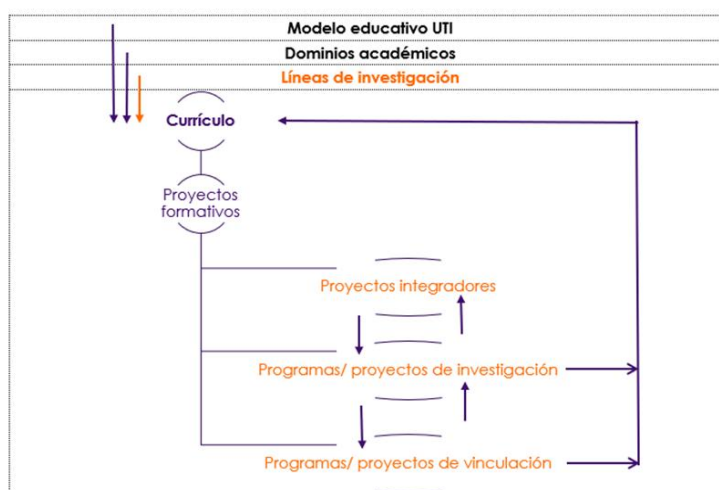 Modelo educativo UTI
Dominios académicos
Líneas de investigación
Currículo
Proyectos
formativos
Proyectos integradores
Programas/ proyectos de investigación
Programas/ proyectos de vinculación